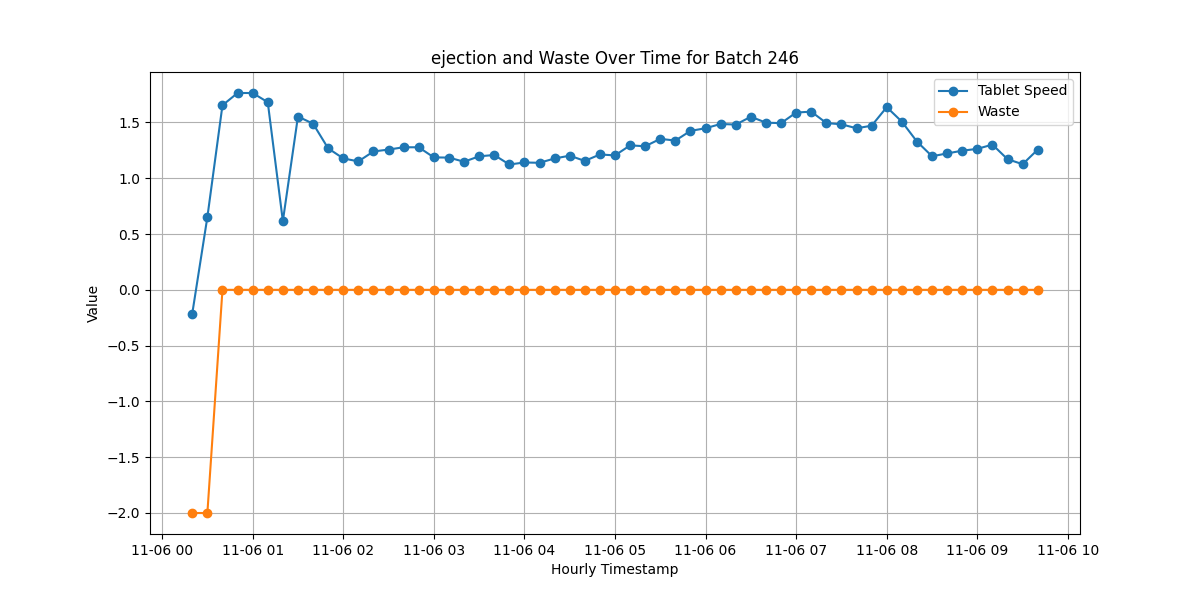 ejection and Waste Over Time for Batch 246
Tablet Speed
Waste
1.5
1.0
0.5
0.0
−0.5
−1.0
−1.5
−2.0
Value
11-06 00 11-06 01 11-06 02 11-06 03 11-06 04 11-06 05 11-06 06 11-06 07 11-06 08 11-06 09 11-06 10
Hourly Timestamp